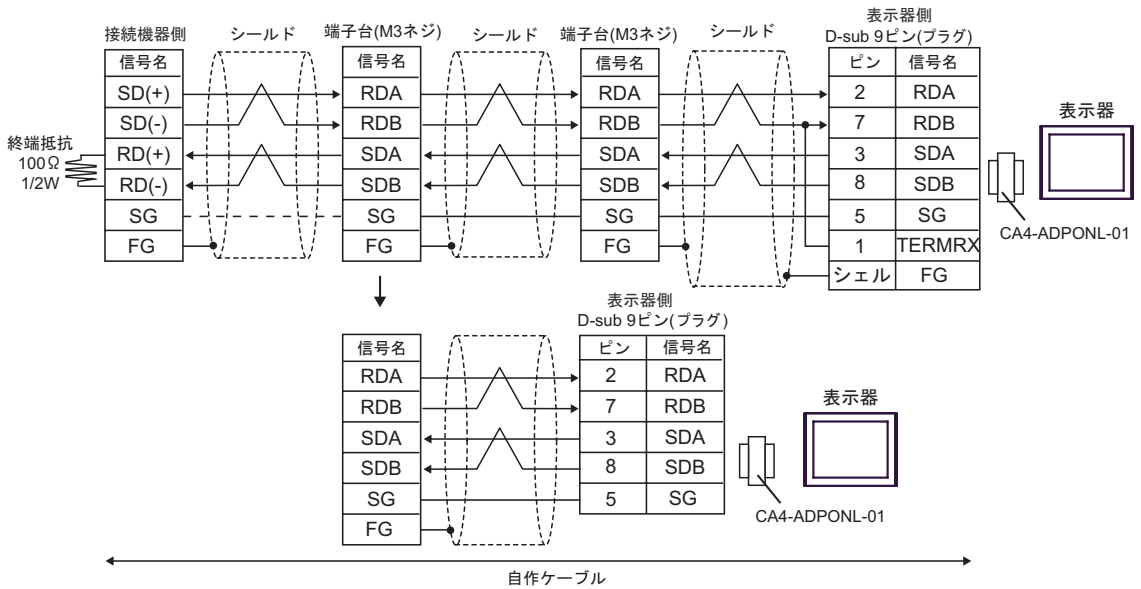 接続機器側
シールド
端子台(M3ネジ)
シールド
端子台(M3ネジ)
シールド
表示器側
D-sub 9ピン(プラグ)
信号名
信号名
信号名
ピン 信号名
SD(+)
RDA
RDA
2 RDA
SD(-)
RDB
RDB
7 RDB
RD(+)
SDA
SDA
3 SDA
RD(-)
SDB
SDB
8 SDB
SG
SG
SG
5 SG
FG
FG
FG
1 TERMRX
シェル FG
終端抵抗
100Ω
1/2W
表示器
CA4-ADPONL-01
表示器側
D-sub 9ピン(プラグ)
信号名
ピン 信号名
RDA
2 RDA
RDB
7 RDB
SDA
3 SDA
SDB
8 SDB
SG
5 SG
FG
表示器
CA4-ADPONL-01
自作ケーブル